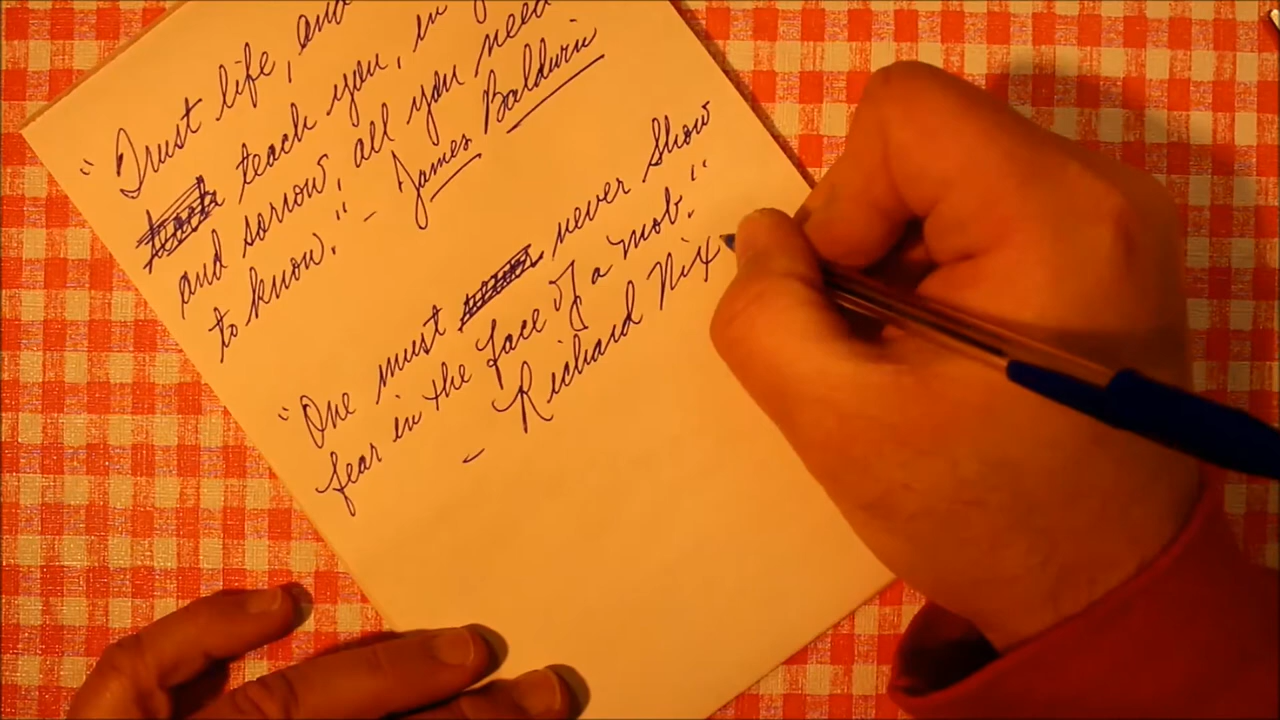 "Trust life, and
teach you, in
and sorrow, all you need
to know." - James Baldwin
"One must never show
fear in the face of a mob."
- Richard Nix